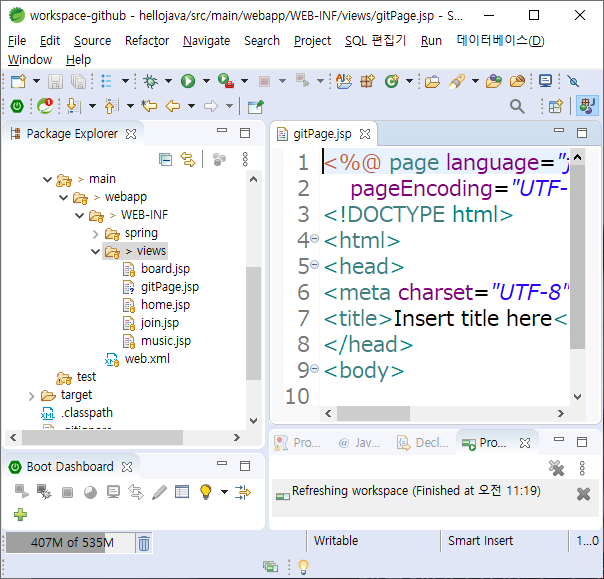 workspace-github - hellojava/src/main/webapp/WEB-INF/views/gitPage.jsp - S...
File Edit Source Refactor Navigate Search Project SQL 편집기 Run 데이터베이스(D)
Window Help
Package Explorer
> main
> webapp
> WEB-INF
spring
> views
board.jsp
gitPage.jsp
home.jsp
join.jsp
music.jsp
web.xml
test
target
.classpath
.gitignore
gitPage.jsp
1 <%@ page language="j
2 pageEncoding="UTF-
3 <!DOCTYPE html>
4 <html>
5 <head>
6 <meta charset="UTF-8"
7 <title>Insert title here<
8 </head>
9 <body>
10
Boot Dashboard
Pro...
@ Jav...
Decl...
Pro...
Refreshing workspace (Finished at 오전 11:19)
407M of 535M
Writable
Smart Insert
1...0